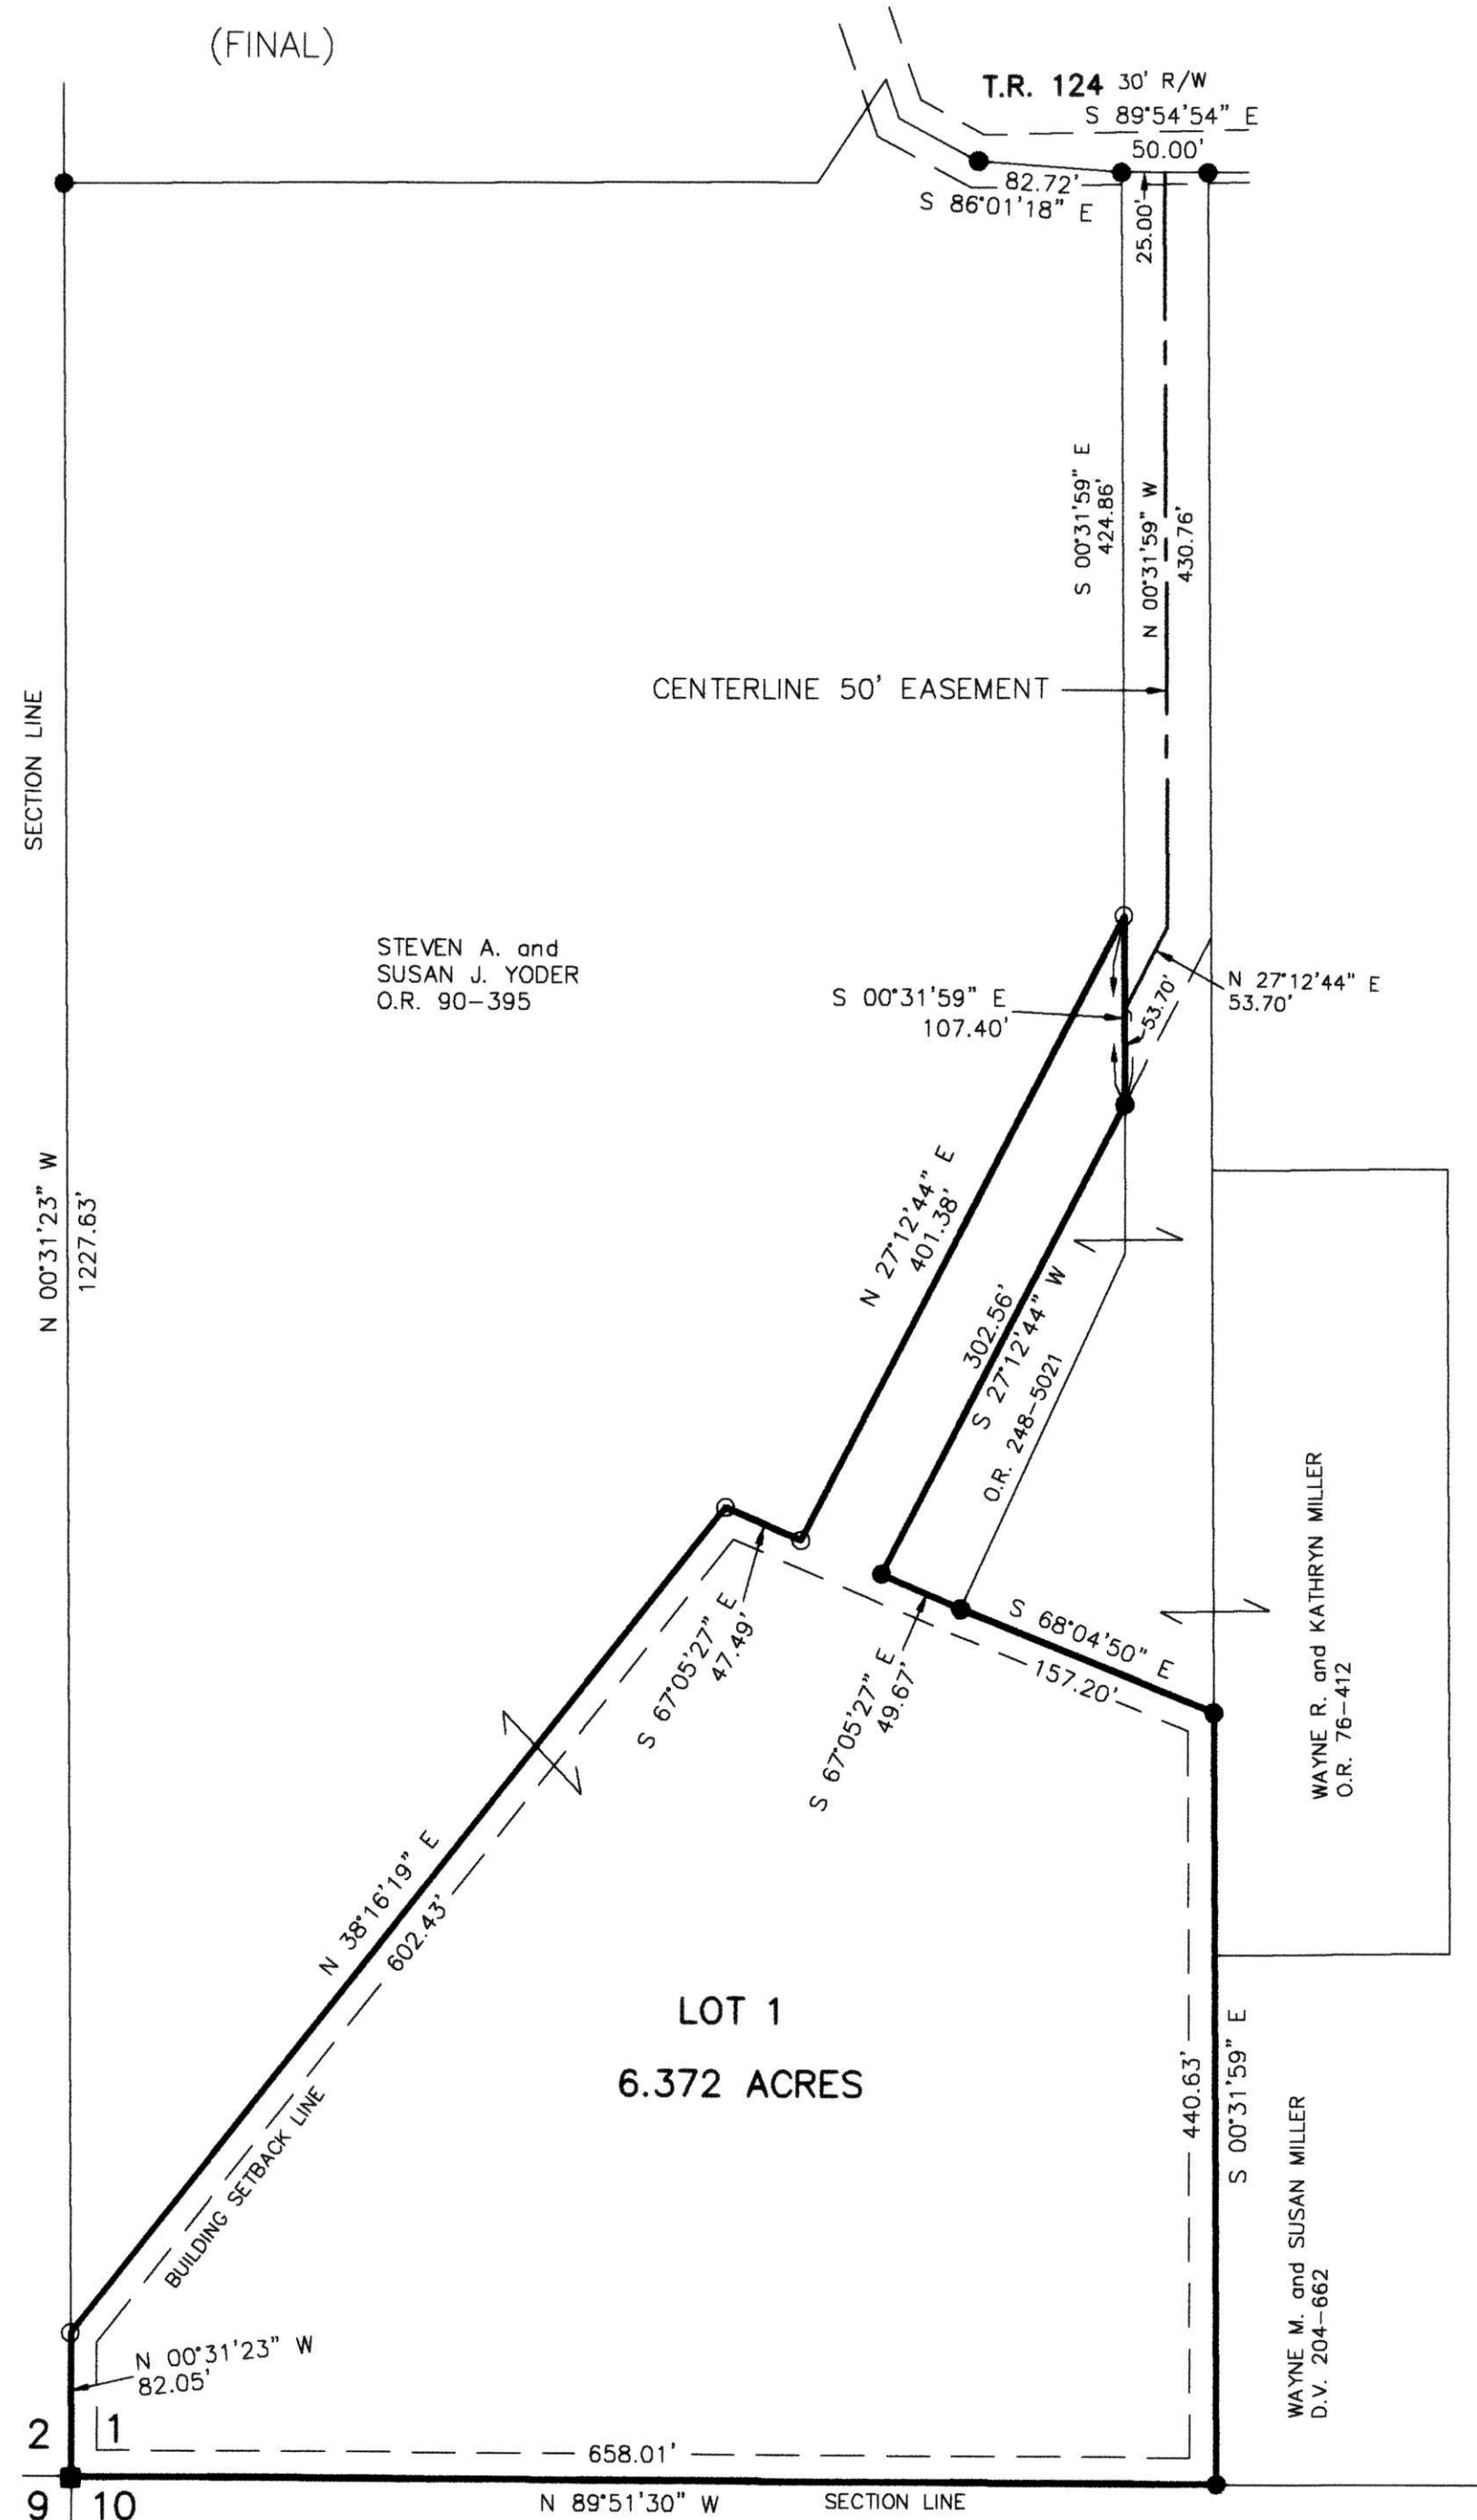 (FINAL)
T.R. 124 30' R/W
S 89°54'54" E
50.00'
82.72'
S 86°01'18" E
25.00'
S 00°31'59" E
424.86'
N 00°31'59" W
430.76'
CENTERLINE 50' EASEMENT
SECTION LINE
STEVEN A. and
SUSAN J. YODER
O.R. 90-395
S 00°31'59" E
107.40'
53.70'
N 27°12'44" E
53.70'
N 00°31'23" W
1227.63'
N 27°12'44" E
401.38'
302.56'
S 27°12'44" W
O.R. 248-5021
S 67°05'27" E
47.49'
S 67°05'27" E
49.67'
S 68°04'50" E
157.20'
WAYNE R. and KATHRYN MILLER
O.R. 76-412
N 38°16'19" E
602.43'
LOT 1
6.372 ACRES
BUILDING SETBACK LINE
440.63'
S 00°31'59" E
WAYNE M. and SUSAN MILLER
D.V. 204-662
N 00°31'23" W
82.05'
2 1
658.01'
9 10
N 89°51'30" W SECTION LINE